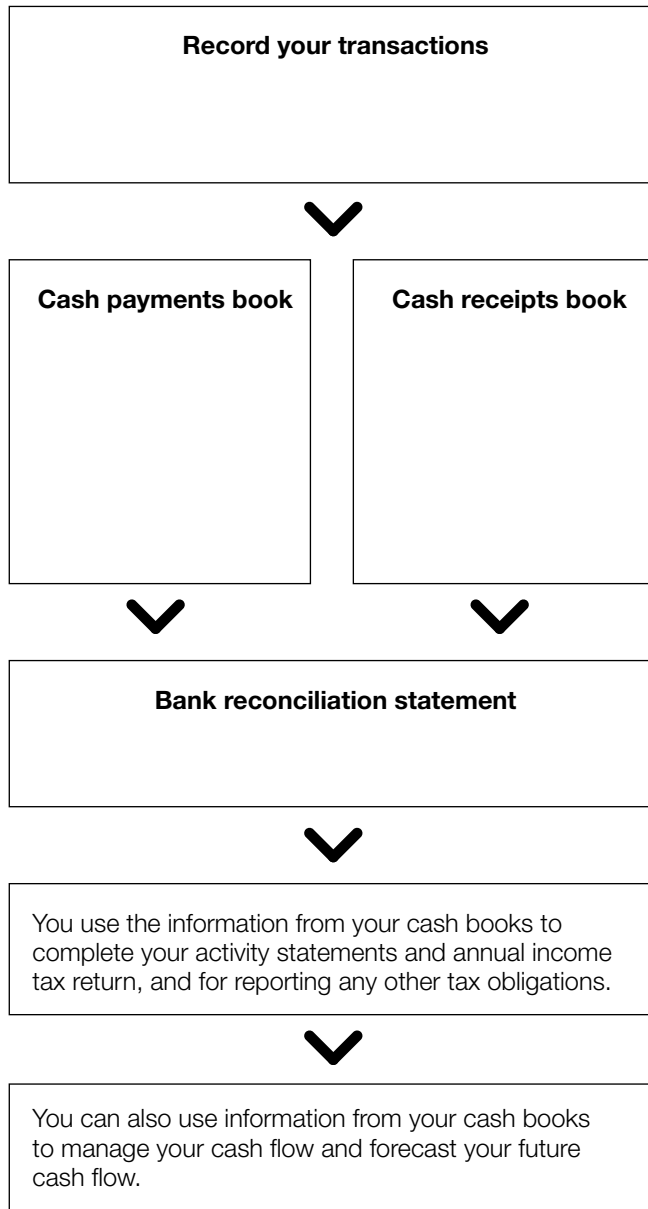 Record your transactions
Cash payments book
Cash receipts book
Bank reconciliation statement
You use the information from your cash books to
complete your activity statements and annual income
tax return, and for reporting any other tax obligations.
You can also use information from your cash books
to manage your cash flow and forecast your future
cash flow.